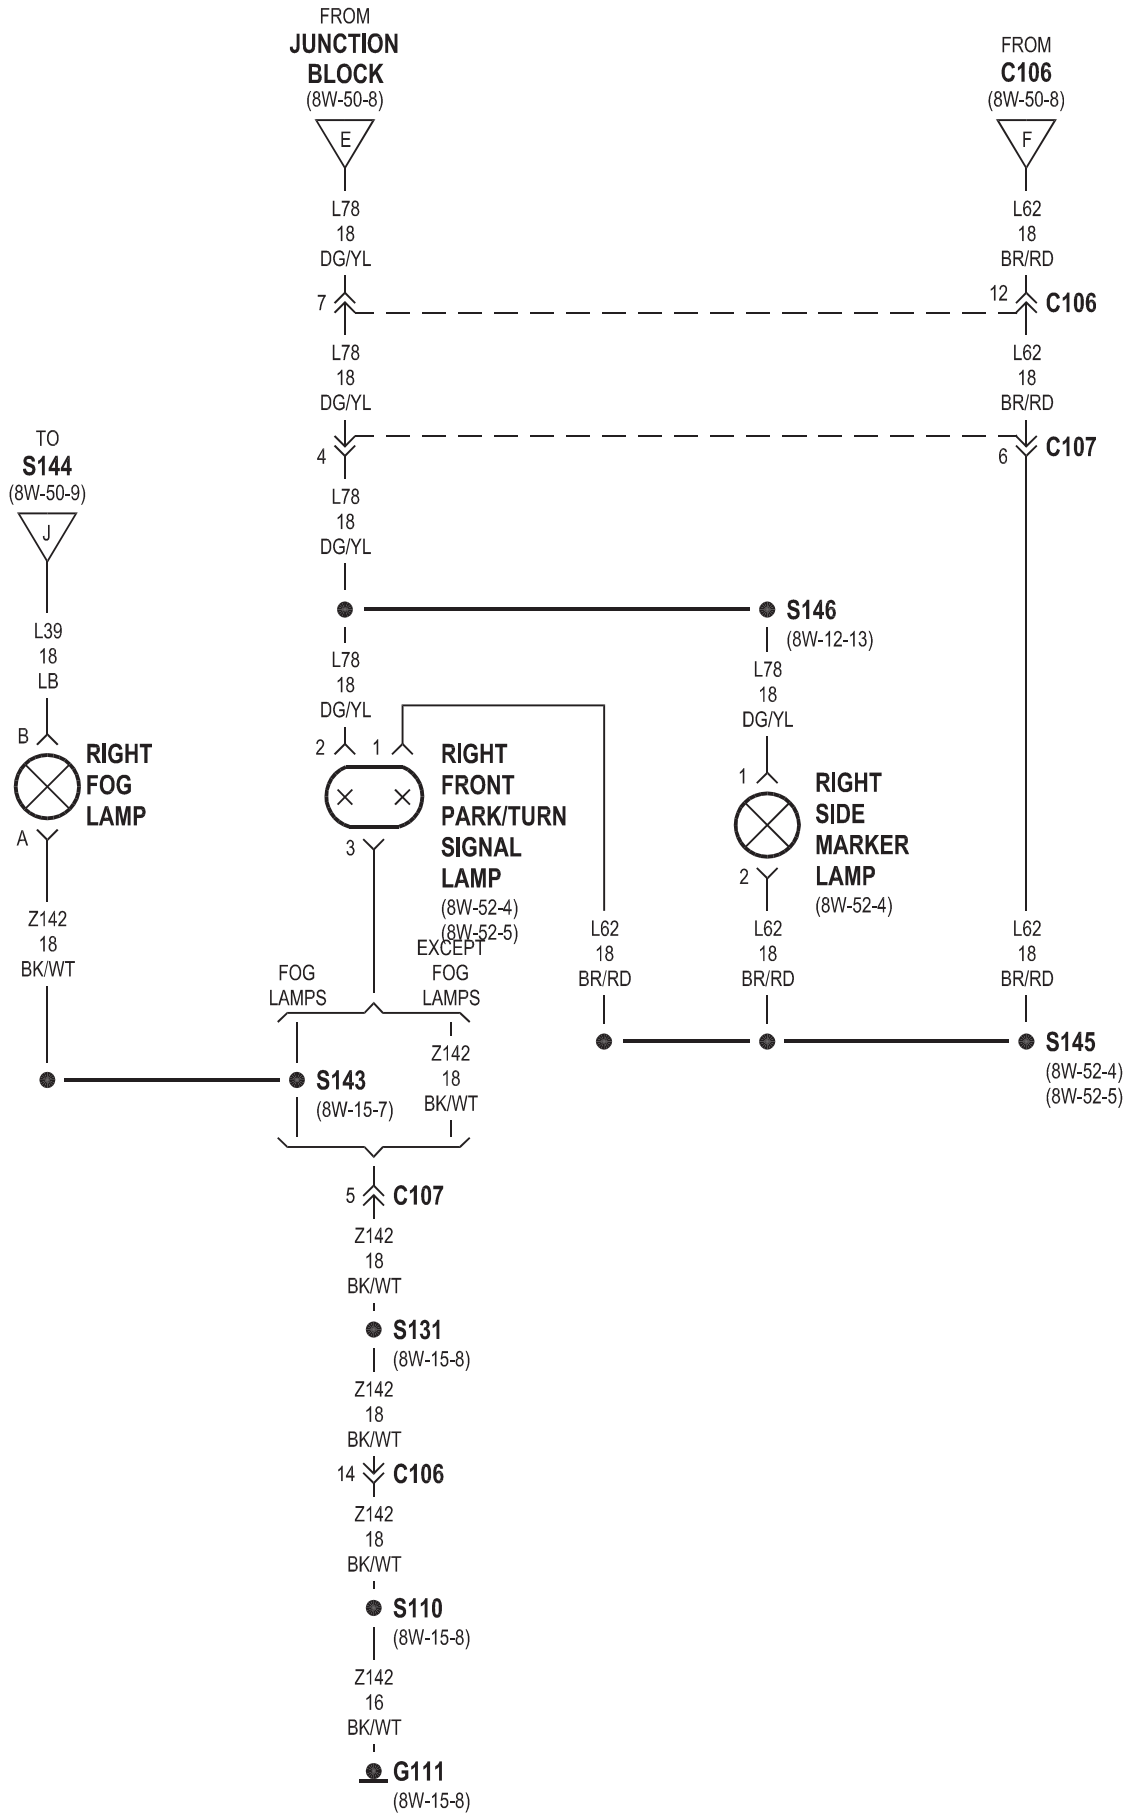 FROM
JUNCTION
BLOCK
(8W-50-8)
E
L78
18
DG/YL
7
L78
18
DG/YL
4
L78
18
DG/YL
FROM
C106
(8W-50-8)
F
L62
18
BR/RD
12
C106
L62
18
BR/RD
6
C107
TO
S144
(8W-50-9)
J
L39
18
LB
B
RIGHT
FOG
LAMP
A
Z142
18
BK/WT
L78
18
DG/YL
2
1
RIGHT
FRONT
PARK/TURN
SIGNAL
LAMP
(8W-52-4)
(8W-52-5)
3
S146
(8W-12-13)
L78
18
DG/YL
1
RIGHT
SIDE
MARKER
LAMP
(8W-52-4)
2
L62
18
BR/RD
L62
18
BR/RD
L62
18
BR/RD
S145
(8W-52-4)
(8W-52-5)
FOG
LAMPS
EXCEPT
FOG
LAMPS
S143
(8W-15-7)
Z142
18
BK/WT
5
C107
Z142
18
BK/WT
S131
(8W-15-8)
Z142
18
BK/WT
14
C106
Z142
18
BK/WT
S110
(8W-15-8)
Z142
16
BK/WT
G111
(8W-15-8)